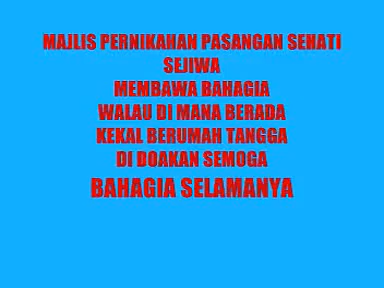 MAJLIS PERNIKAHAN PASANGAN SEHATI
SEJIWA
MEMBAWA BAHAGIA
WALAU DI MANA BERADA
KEKAL BERUMAH TANGGA
DI DOAKAN SEMOGA
BAHAGIA SELAMANYA